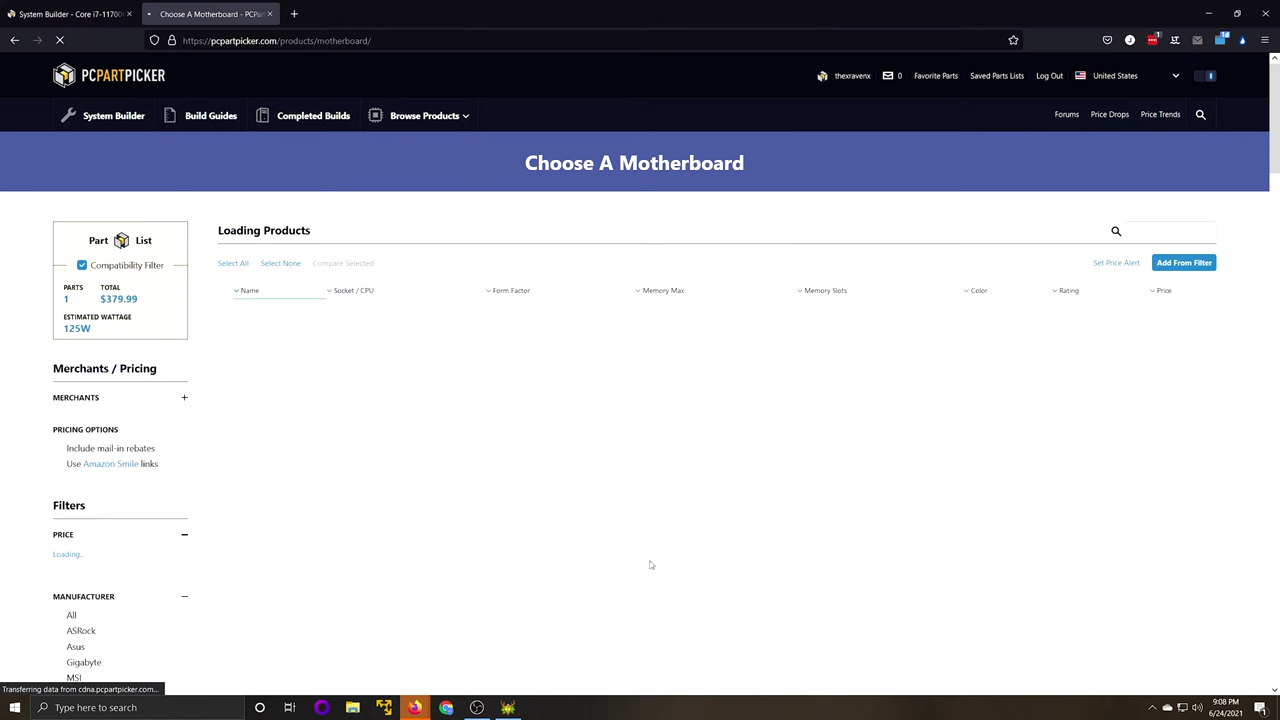 System Builder - Core i7-11700
Choose A Motherboard - PCPart
https://pcpartpicker.com/products/motherboard/
1
1d
PCPARTPICKER
thexravenx
0
Favorite Parts
Saved Parts Lists
Log Out
United States
System Builder
Build Guides
Completed Builds
Browse Products
Forums
Price Drops
Price Trends
Choose A Motherboard
Part List
Compatibility Filter
PARTS TOTAL
1 $379.99
ESTIMATED WATTAGE
125W
Merchants / Pricing
MERCHANTS +
PRICING OPTIONS
Include mail-in rebates
Use Amazon Smile links
Filters
PRICE
Loading...
MANUFACTURER
All
ASRock
Asus
Gigabyte
MSI
Loading Products
Select All Select None Compare Selected
Set Price Alert
Add From Filter
Name Socket / CPU Form Factor Memory Max Memory Slots Color Rating Price
Transferring data from cdna.pcpartpicker.com...
Type here to search
9:08 PM
6/24/2021
1